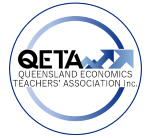 QETA
QUEENSLAND ECONOMICS
TEACHERS' ASSOCIATION Inc.